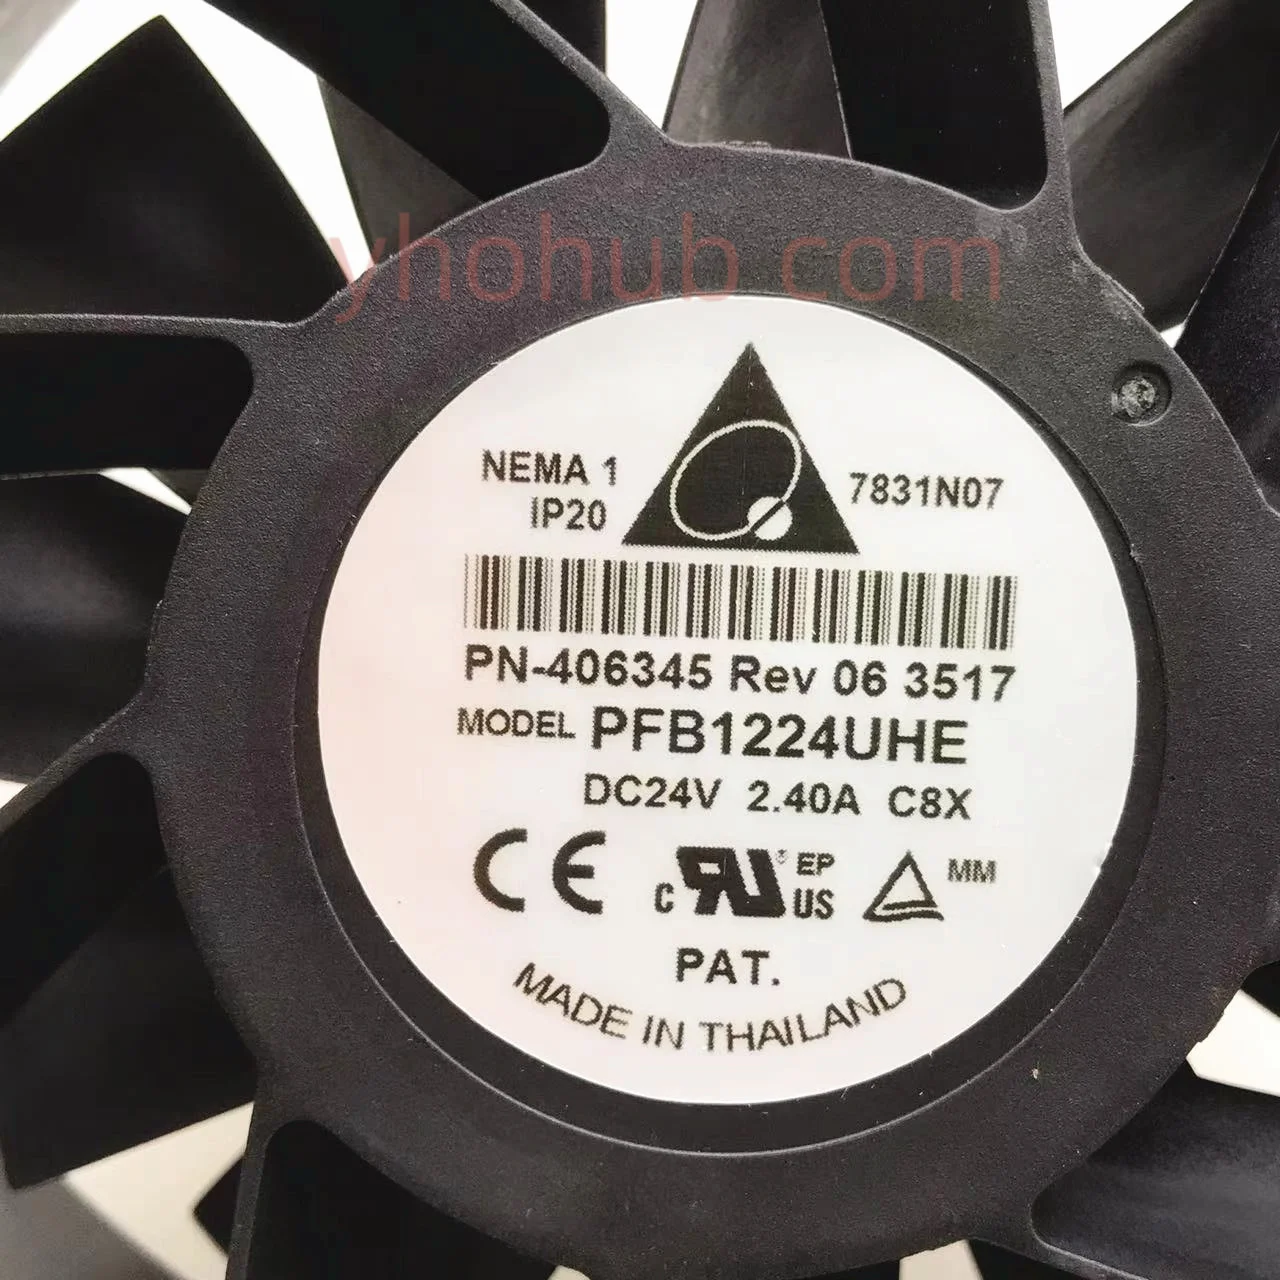 yhohub.com
NEMA 1
IP20
7831N07
PN-406345 Rev 06 3517
MODEL PFB1224UHE
DC24V 2.40A C8X
CE
C RU ® EP US MM
PAT.
MADE IN THAILAND